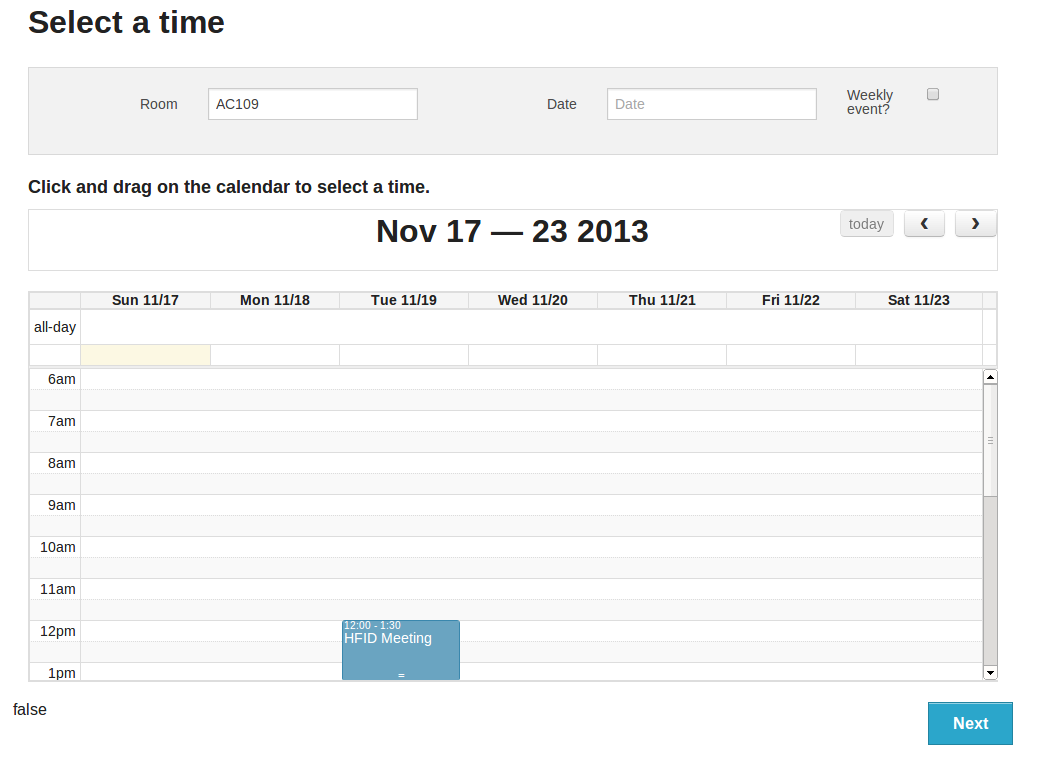 Select a time
Room AC109 Date Date Weekly event?
Click and drag on the calendar to select a time.
Nov 17 — 23 2013 today ‹ ›
Sun 11/17 Mon 11/18 Tue 11/19 Wed 11/20 Thu 11/21 Fri 11/22 Sat 11/23
all-day
6am
7am
8am
9am
10am
11am
12pm 12:00 - 1:30
HFID Meeting
1pm
false
Next